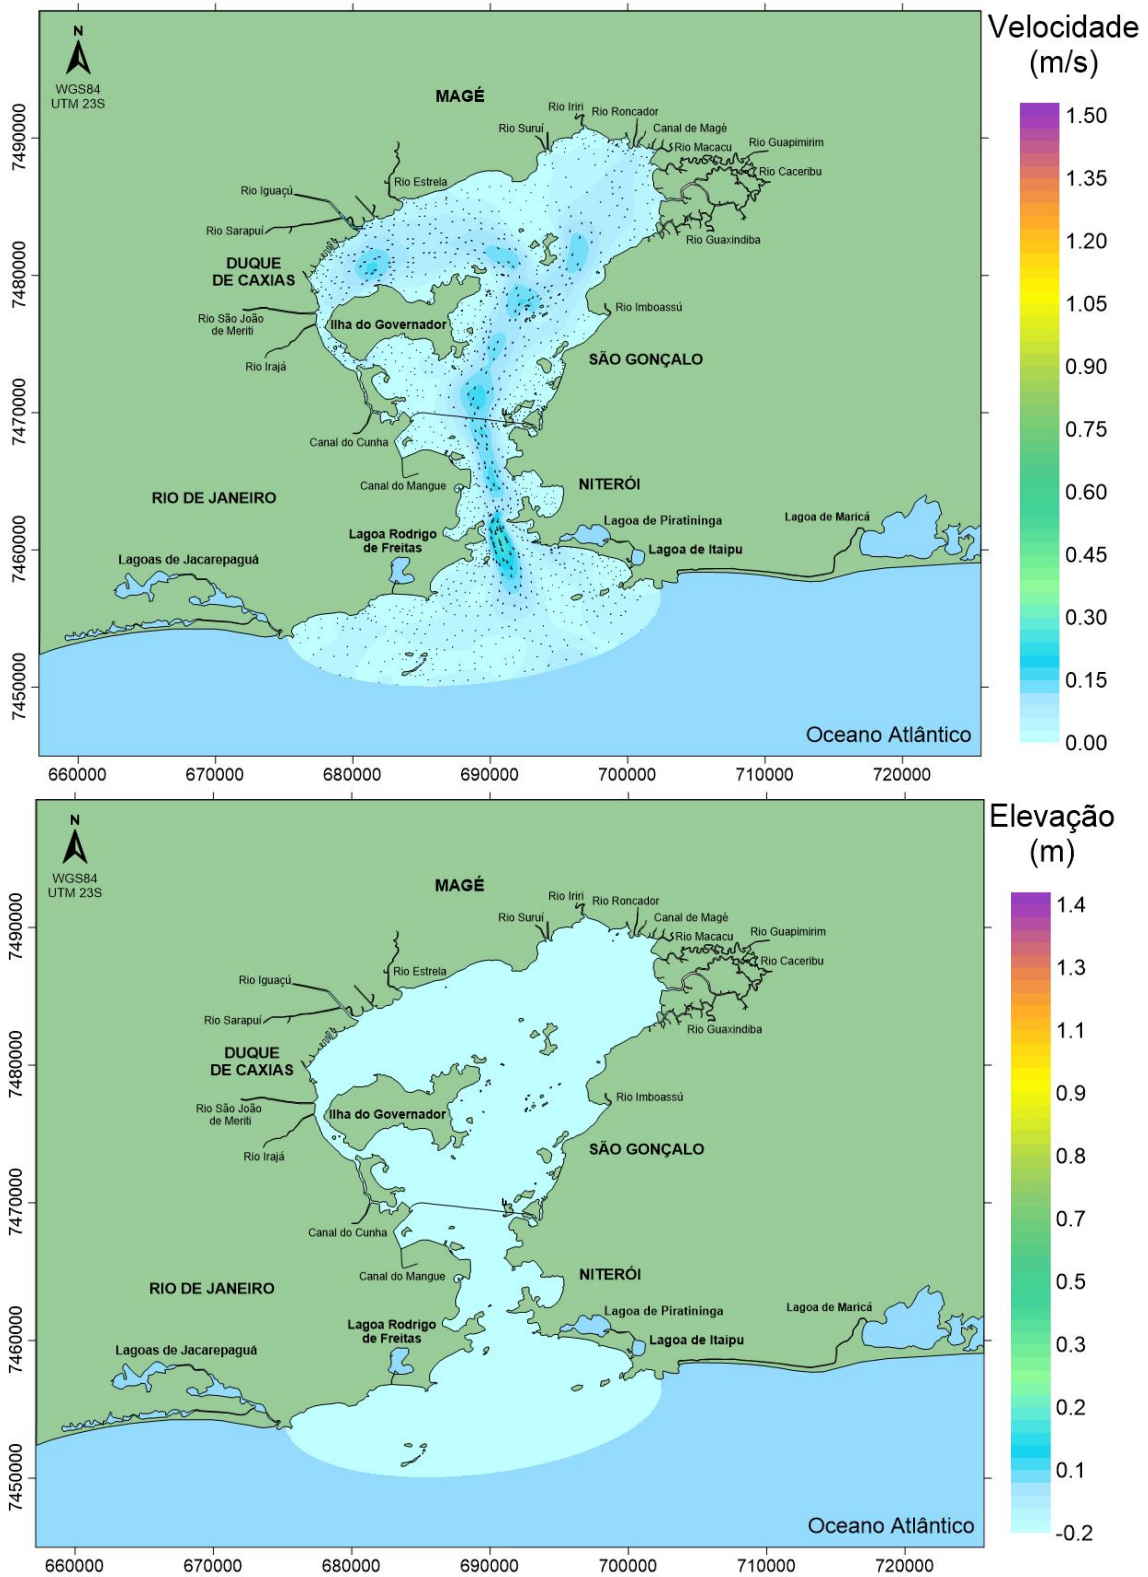 Velocidade
(m/s)
N
WGS84
UTM 23S
MAGÉ
Rio Iriri
Rio Roncador
Rio Suruí
Canal de Magé
Rio Macacu
Rio Guapimirim
Rio Caceribu
Rio Estrela
Rio Iguaçú
Rio Sarapuí
Rio Guaxindiba
DUQUE
DE CAXIAS
Rio São João
de Meriti
Ilha do Governador
Rio Imboassú
Rio Irajá
SÃO GONÇALO
Canal do Cunha
Canal do Mangue
NITERÓI
RIO DE JANEIRO
Lagoa Rodrigo
de Freitas
Lagoa de Piratininga
Lagoa de Maricá
Lagoa de Itaipu
Lagoas de Jacarepaguá
Oceano Atlântico
7490000
7480000
7470000
7460000
7450000
660000
670000
680000
690000
700000
710000
720000
1.50
1.35
1.20
1.05
0.90
0.75
0.60
0.45
0.30
0.15
0.00
Elevação
(m)
N
WGS84
UTM 23S
MAGÉ
Rio Iriri
Rio Roncador
Rio Suruí
Canal de Magé
Rio Macacu
Rio Guapimirim
Rio Caceribu
Rio Estrela
Rio Iguaçú
Rio Sarapuí
Rio Guaxindiba
DUQUE
DE CAXIAS
Rio São João
de Meriti
Ilha do Governador
Rio Imboassú
Rio Irajá
SÃO GONÇALO
Canal do Cunha
Canal do Mangue
NITERÓI
RIO DE JANEIRO
Lagoa Rodrigo
de Freitas
Lagoa de Piratininga
Lagoa de Maricá
Lagoa de Itaipu
Lagoas de Jacarepaguá
Oceano Atlântico
7490000
7480000
7470000
7460000
7450000
660000
670000
680000
690000
700000
710000
720000
1.4
1.3
1.1
0.9
0.8
0.7
0.5
0.3
0.2
0.1
-0.2